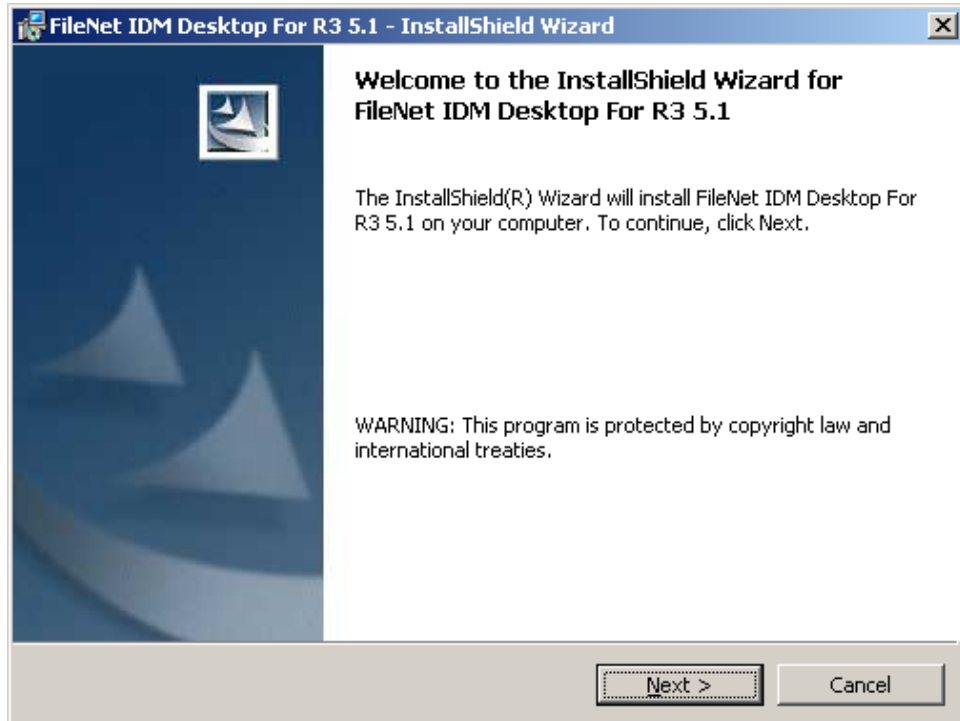 FileNet IDM Desktop For R3 5.1 - InstallShield Wizard
Welcome to the InstallShield Wizard for
FileNet IDM Desktop For R3 5.1
The InstallShield(R) Wizard will install FileNet IDM Desktop For
R3 5.1 on your computer. To continue, click Next.
WARNING: This program is protected by copyright law and
international treaties.
Next >
Cancel